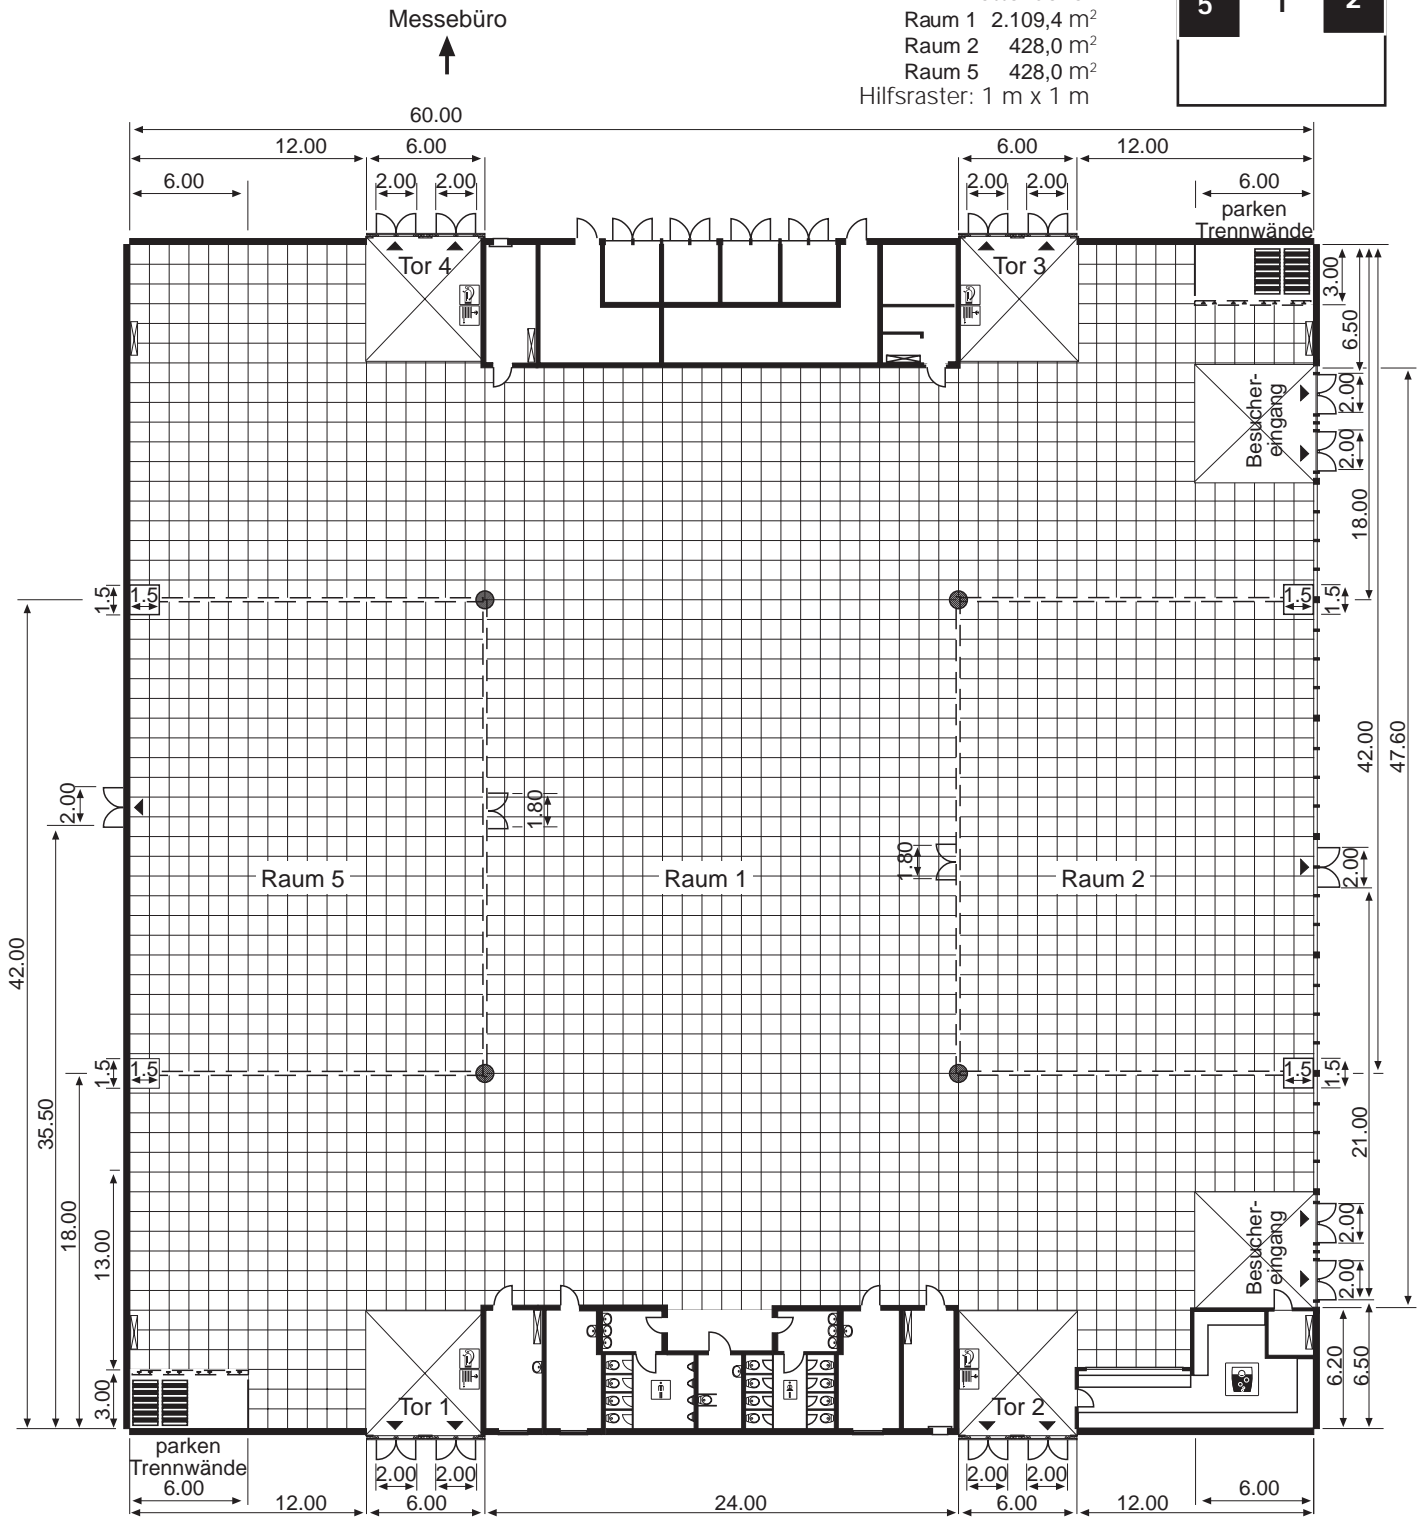 Messebüro
5 1 2
Raum 1 2.109,4 m²
Raum 2 428,0 m²
Raum 5 428,0 m²
Hilfsraster: 1 m x 1 m
60.00
12.00 6.00 6.00 12.00
6.00 2.00 2.00 2.00 2.00 6.00
parken
Trennwände
Tor 4 Tor 3
3.00
6.50
Besucher-
eingang
2.00
2.00
18.00
1.5 1.5 1.5 1.5
42.00
47.60
2.00 1.80
1.80 2.00
Raum 5 Raum 1 Raum 2
42.00
1.5 1.5 1.5 1.5
35.50
18.00
13.00
21.00
Besucher-
eingang
2.00
2.00
3.00
6.20
6.50
Tor 1 Tor 2
parken
Trennwände
6.00 2.00 2.00 2.00 2.00 6.00
12.00 6.00 24.00 6.00 12.00